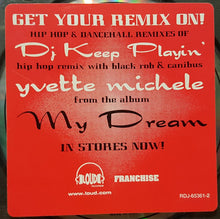 GET YOUR REMIX ON!
HIP HOP & DANCEHALL REMIXES OF
Dj Keep Playin'
hip hop remix with black rob & canibus
yvette michele
from the album
My Dream
IN STORES NOW!
LOUD
FRANCHISE
www.loud.com
RDJ-65361-2